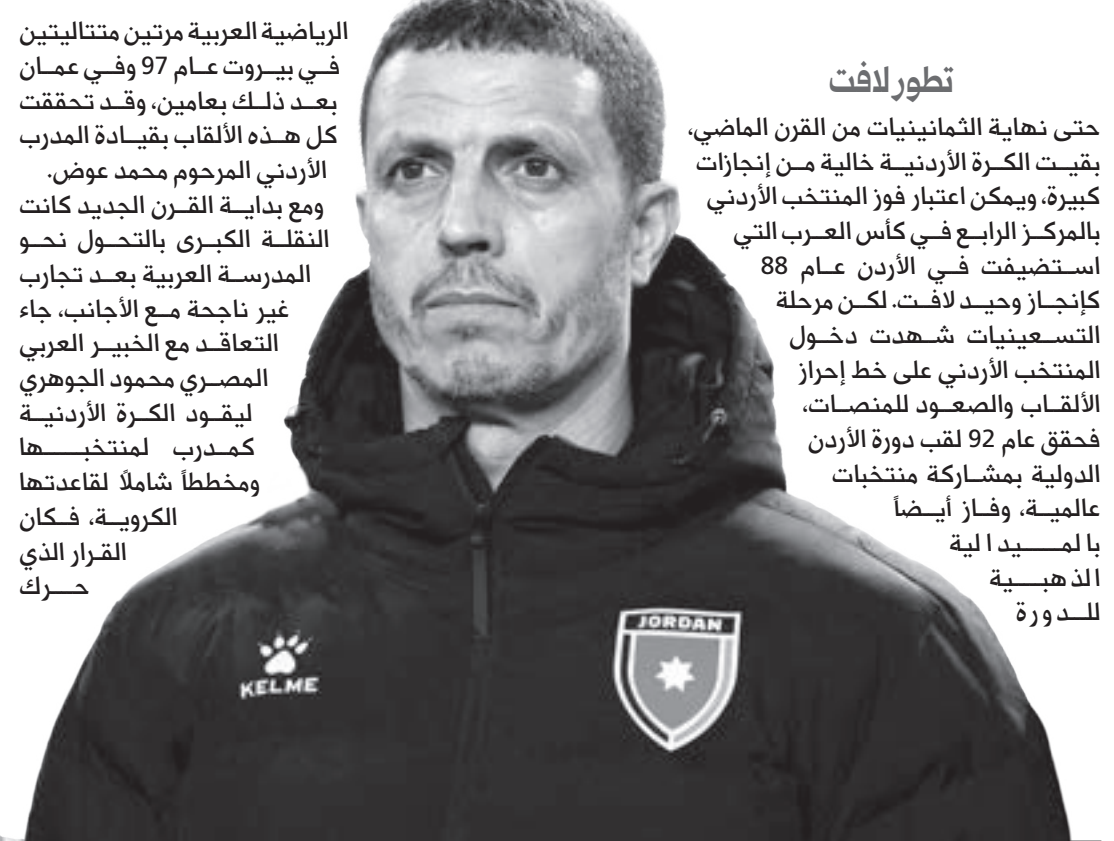 تطور لافت
حتى نهاية الثمانينيات من القرن الماضي،
بقيت الكرة الأردنية خالية من إنجازات
كبيرة، ويمكن اعتبار فوز المنتخب الأردني
بالمركز الرابع في كأس العرب التي
استضيفت في الأردن عام 88
كإنجاز وحيد لافت. لكن مرحلة
التسعينيات شهدت دخول
المنتخب الأردني على خط إحراز
الألقاب والصعود للمنصات،
فحقق عام 92 لقب دورة الأردن
الدولية بمشاركة منتخبات
عالمية، وفاز أيضاً
بالميدالية
الذهبية
للدورة
الرياضية العربية مرتين متتاليتين
في بيروت عام 97 وفي عمان
بعد ذلك بعامين، وقد تحققت
كل هذه الألقاب بقيادة المدرب
الأردني المرحوم محمد عوض.
ومع بداية القرن الجديد كانت
النقلة الكبرى بالتحول نحو
المدرسة العربية بعد تجارب
غير ناجحة مع الأجانب، جاء
التعاقد مع الخبير العربي
المصري محمود الجوهري
ليقود الكرة الأردنية
كمدرب لمنتخبها
ومخططاً شاملاً لقاعدتها
الكروية، فكان
القرار الذي
حرك
KELME
JORDAN